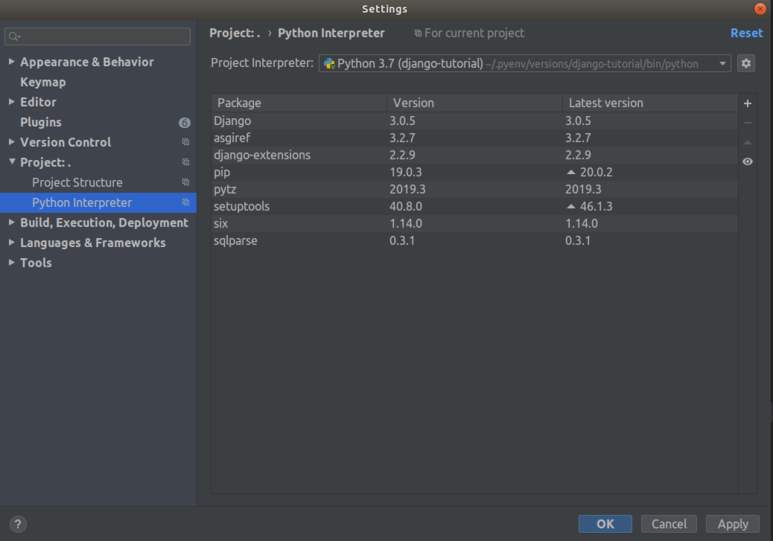 Settings
Project: . › Python Interpreter For current project Reset
Project Interpreter: Python 3.7 (django-tutorial) ~/.pyenv/versions/django-tutorial/bin/python
Appearance & Behavior
Keymap
Editor
Plugins 6
Version Control
Project: .
Project Structure
Python Interpreter
Build, Execution, Deployment
Languages & Frameworks
Tools
Package Version Latest version
Django 3.0.5 3.0.5
asgiref 3.2.7 3.2.7
django-extensions 2.2.9 2.2.9
pip 19.0.3 20.0.2
pytz 2019.3 2019.3
setuptools 40.8.0 46.1.3
six 1.14.0 1.14.0
sqlparse 0.3.1 0.3.1
? OK Cancel Apply